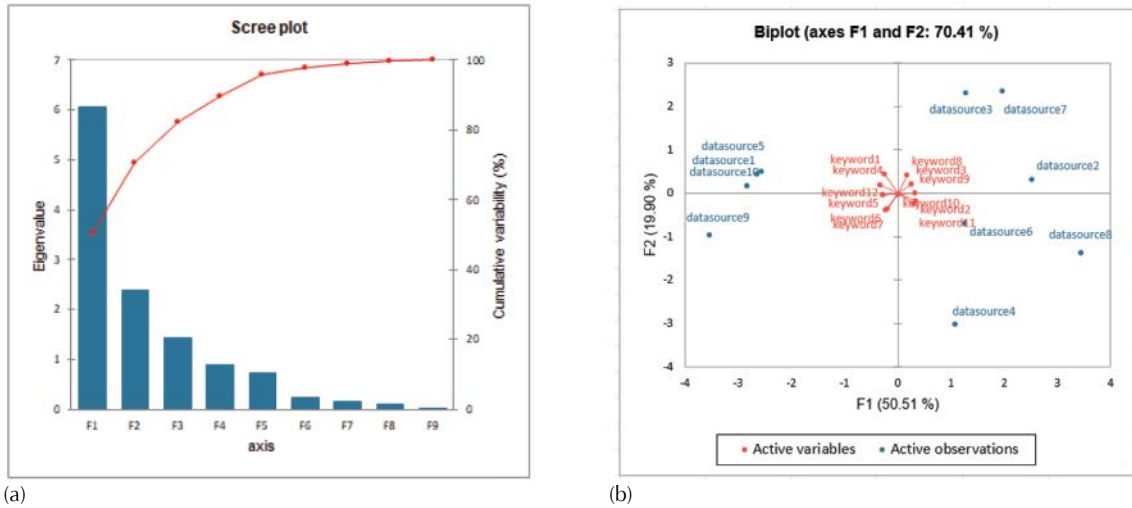 Scree plot
7
6
5
4
3
2
1
0
Eigenvalue
100
80
60
40
20
0
Cumulative variability (%)
F1 F2 F3 F4 F5 F6 F7 F8 F9
axis
(a)
Biplot (axes F1 and F2: 70.41 %)
3
2
1
0
-1
-2
-3
-4
F2 (19.90 %)
datasource3 datasource7
datasource5
datasource1
datasource10
datasource9
keyword1
keyword4
keyword12
keyword5
keyword6
keyword7
keyword8
keyword3
keyword9
keyword10
keyword2
keyword11
datasource2
datasource6
datasource8
datasource4
-4 -3 -2 -1 0 1 2 3 4
F1 (50.51 %)
Active variables Active observations
(b)